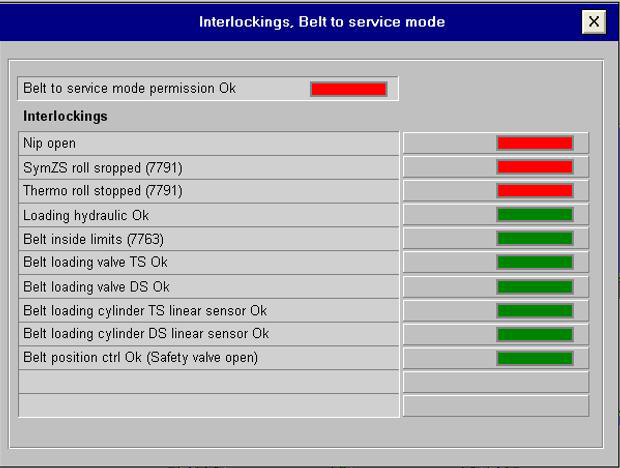 Interlockings, Belt to service mode
X
Belt to service mode permission Ok
Interlockings
Nip open
SymZS roll sropped (7791)
Thermo roll stopped (7791)
Loading hydraulic Ok
Belt inside limits (7763)
Belt loading valve TS Ok
Belt loading valve DS Ok
Belt loading cylinder TS linear sensor Ok
Belt loading cylinder DS linear sensor Ok
Belt position ctrl Ok (Safety valve open)